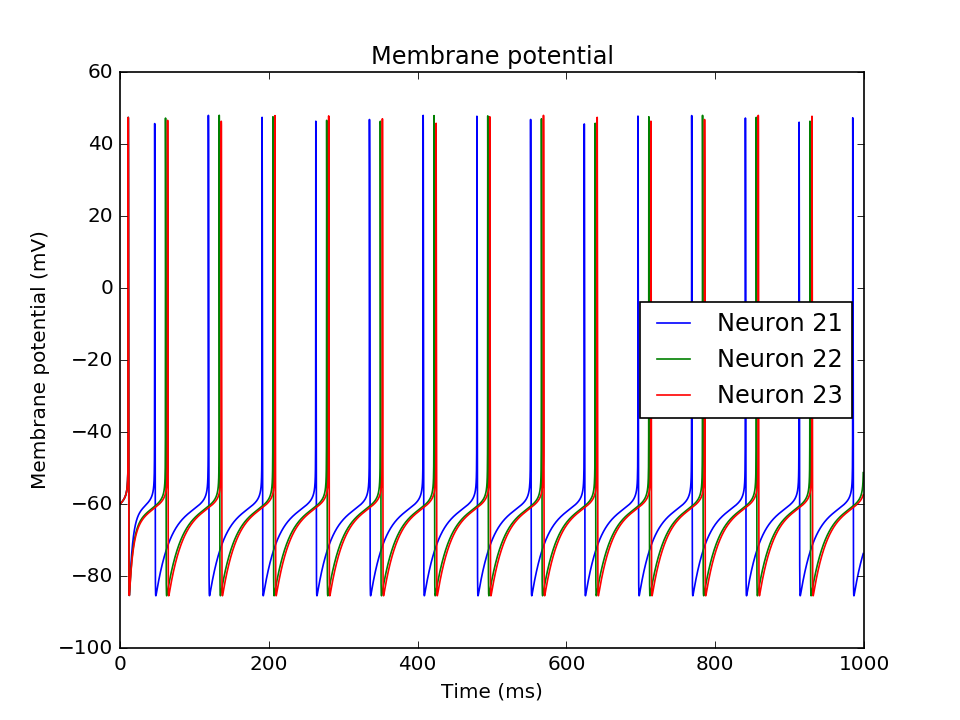 Membrane potential
60
40
20
0
−20
−40
−60
−80
−100
Membrane potential (mV)
Neuron 21
Neuron 22
Neuron 23
0 200 400 600 800 1000
Time (ms)